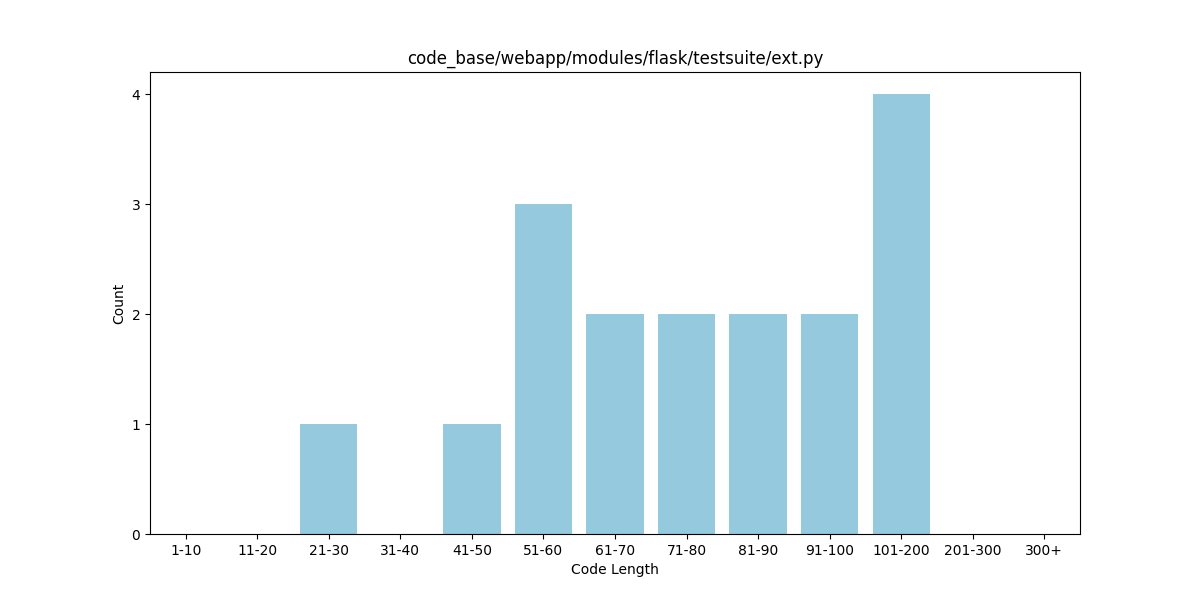 code_base/webapp/modules/flask/testsuite/ext.py
4
3
2
1
0
Count
1-10 11-20 21-30 31-40 41-50 51-60 61-70 71-80 81-90 91-100 101-200 201-300 300+
Code Length